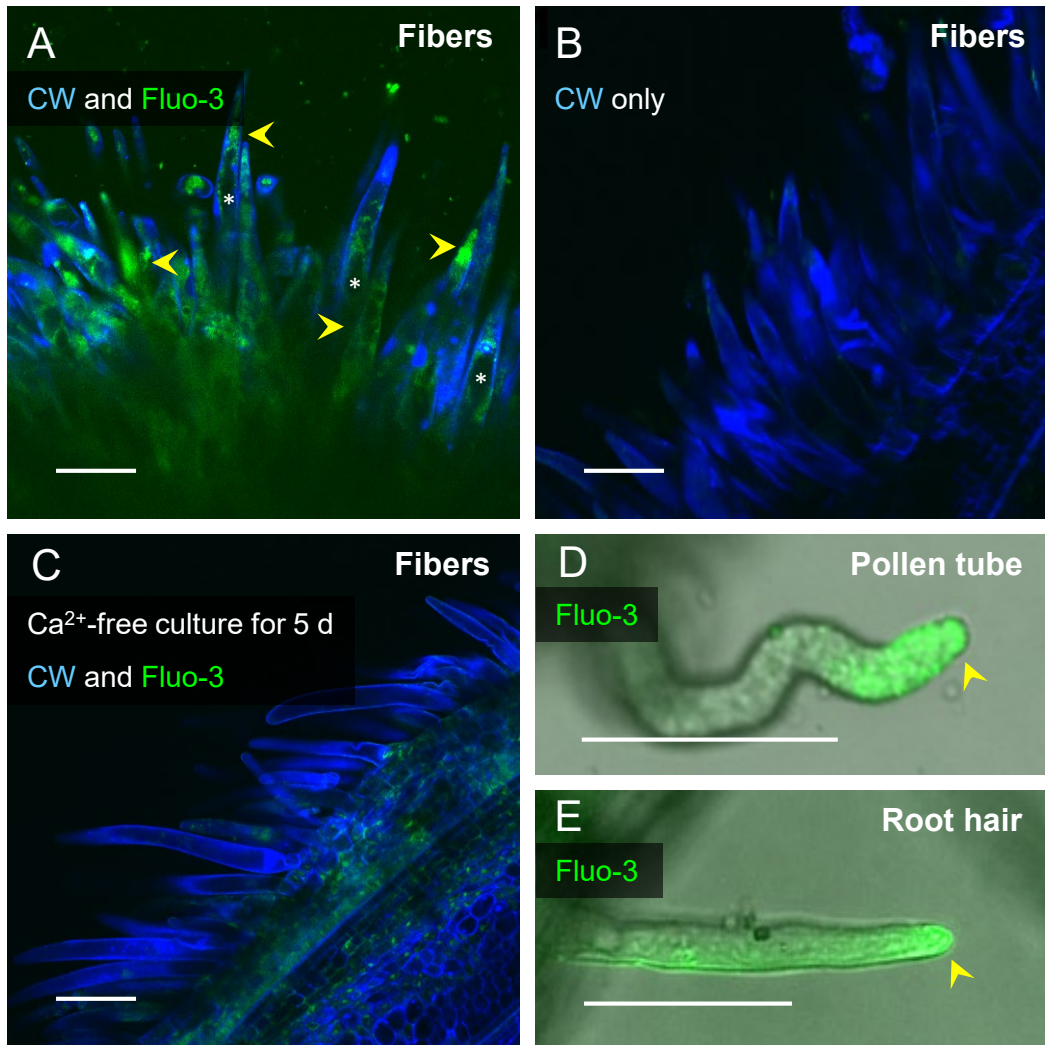 A
Fibers
CW and Fluo-3
*
*
*
B
Fibers
CW only
C
Fibers
Ca²⁺-free culture for 5 d
CW and Fluo-3
D
Pollen tube
Fluo-3
E
Root hair
Fluo-3